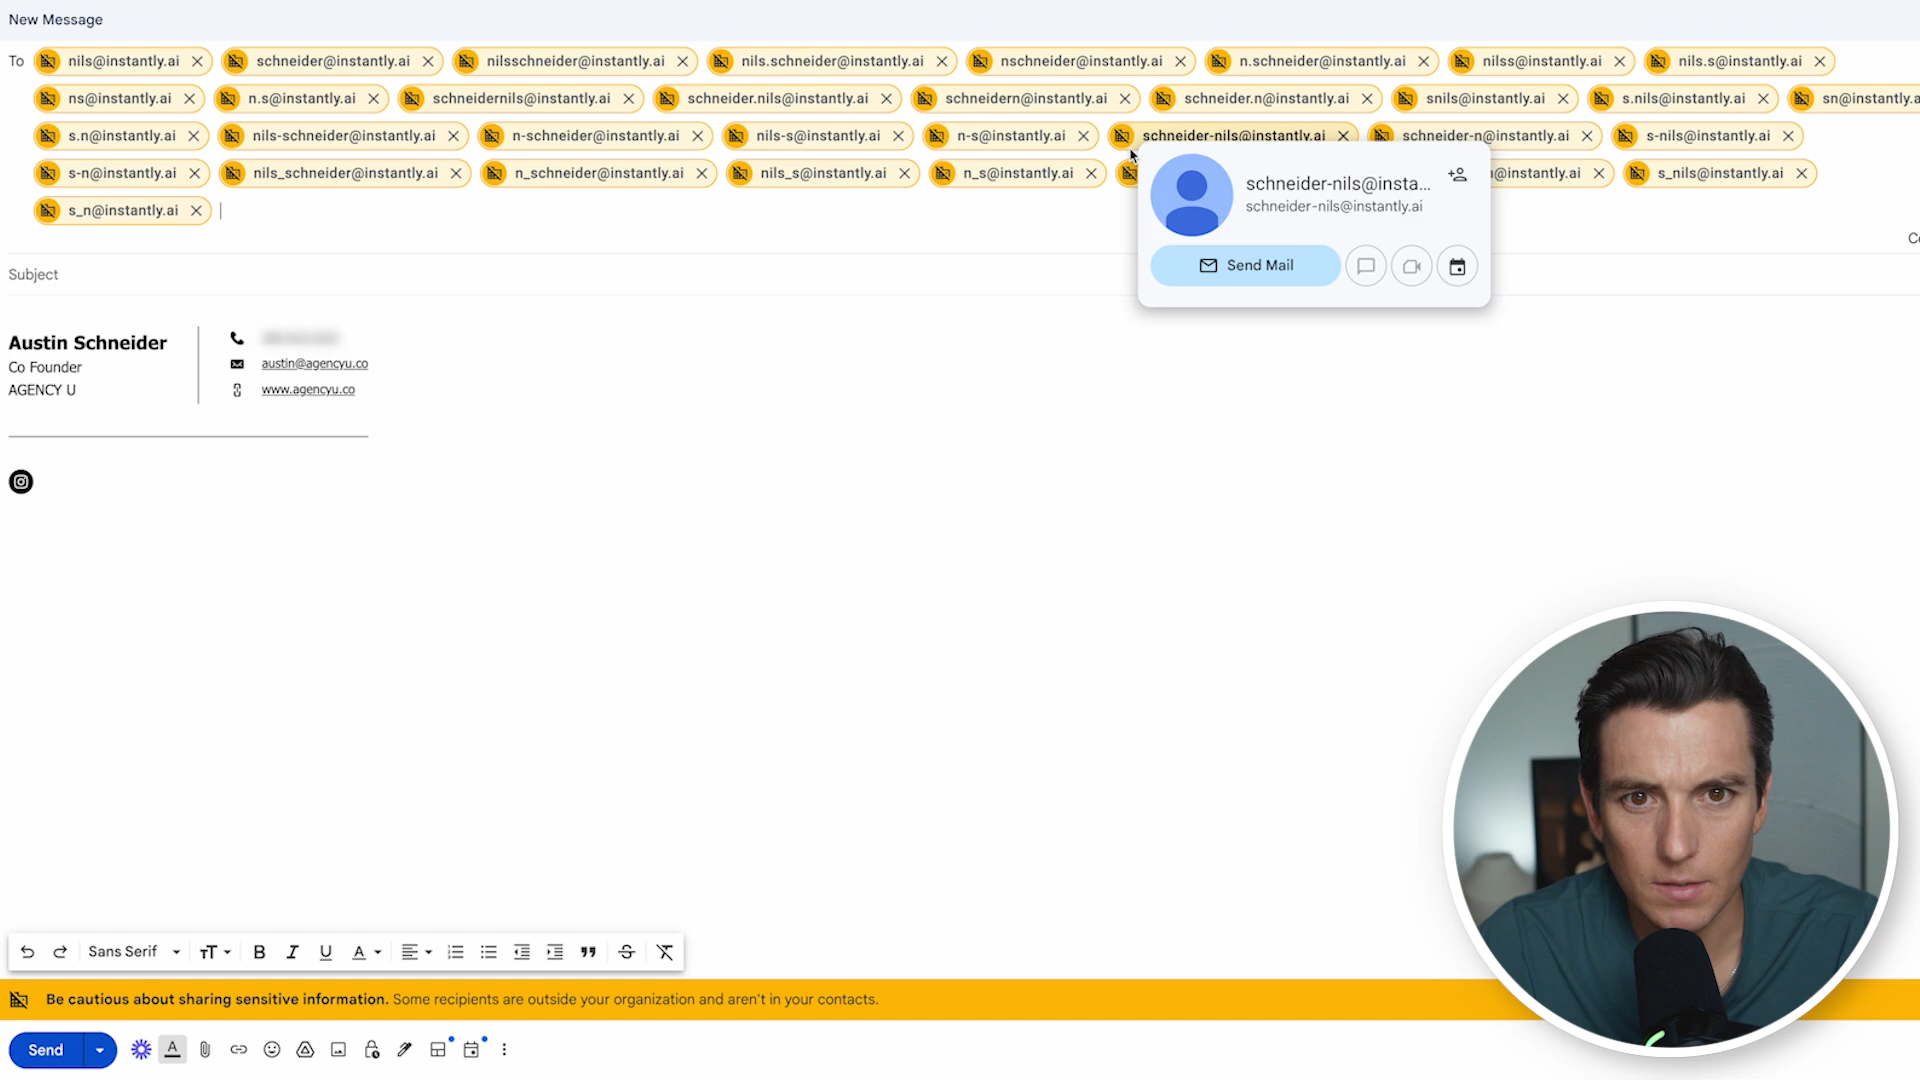 New Message
To nils@instantly.ai schneider@instantly.ai nilsschneider@instantly.ai nils.schneider@instantly.ai nschneider@instantly.ai n.schneider@instantly.ai nilss@instantly.ai nils.s@instantly.ai
ns@instantly.ai n.s@instantly.ai schneidernils@instantly.ai schneider.nils@instantly.ai schneidern@instantly.ai schneider.n@instantly.ai snils@instantly.ai s.nils@instantly.ai sn@instantly.a
s.n@instantly.ai nils-schneider@instantly.ai n-schneider@instantly.ai nils-s@instantly.ai n-s@instantly.ai schneider-nils@instantly.ai schneider-n@instantly.ai s-nils@instantly.ai
s-n@instantly.ai nils_schneider@instantly.ai n_schneider@instantly.ai nils_s@instantly.ai n_s@instantly.ai @instantly.ai s_nils@instantly.ai
schneider-nils@insta...
schneider-nils@instantly.ai
s_n@instantly.ai
Send Mail
Subject
Austin Schneider
Co Founder
AGENCY U
austin@agencyu.co
www.agencyu.co
Sans Serif
Be cautious about sharing sensitive information. Some recipients are outside your organization and aren't in your contacts.
Send